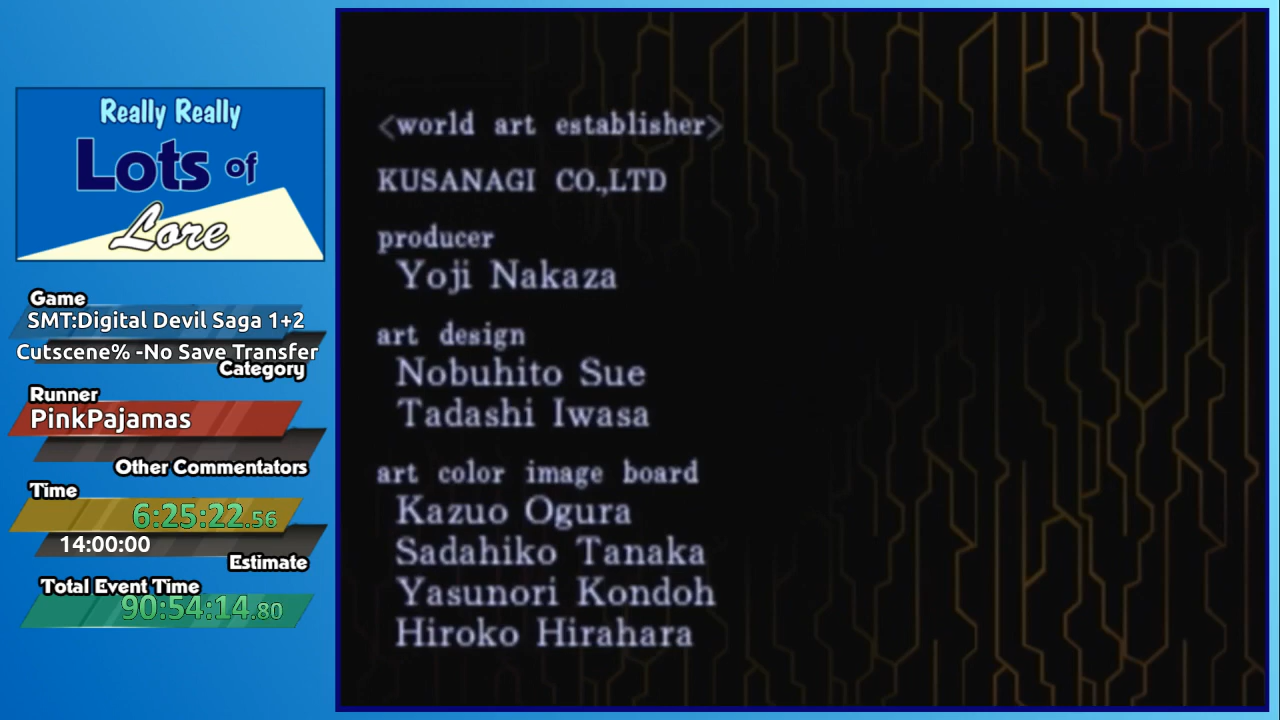 Really Really
Lots of
Lore
Game
SMT:Digital Devil Saga 1+2
Cutscene% -No Save Transfer
Category
Runner
PinkPajamas
Other Commentators
Time
6:25:22.56
14:00:00
Estimate
Total Event Time
90:54:14.80
<world art establisher>
KUSANAGI CO.,LTD
producer
Yoji Nakaza
art design
Nobuhito Sue
Tadashi Iwasa
art color image board
Kazuo Ogura
Sadahiko Tanaka
Yasunori Kondoh
Hiroko Hirahara